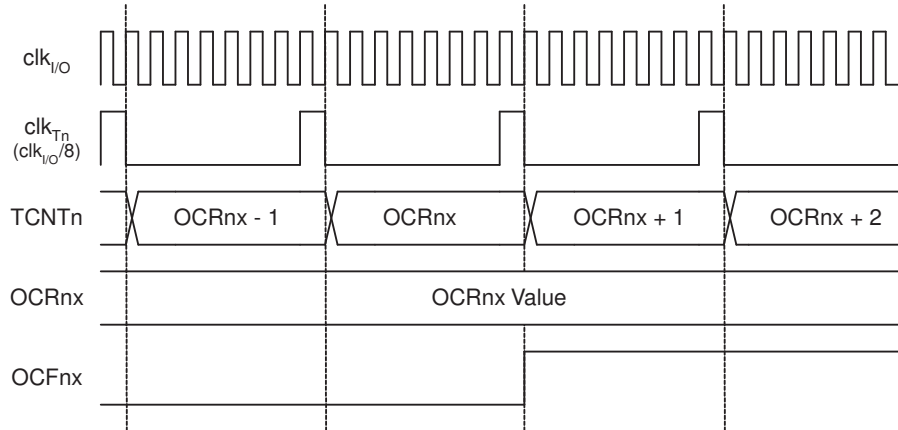 clkI/O
clkTn
(clkI/O/8)
TCNTn OCRnx - 1 OCRnx OCRnx + 1 OCRnx + 2
OCRnx OCRnx Value
OCFnx